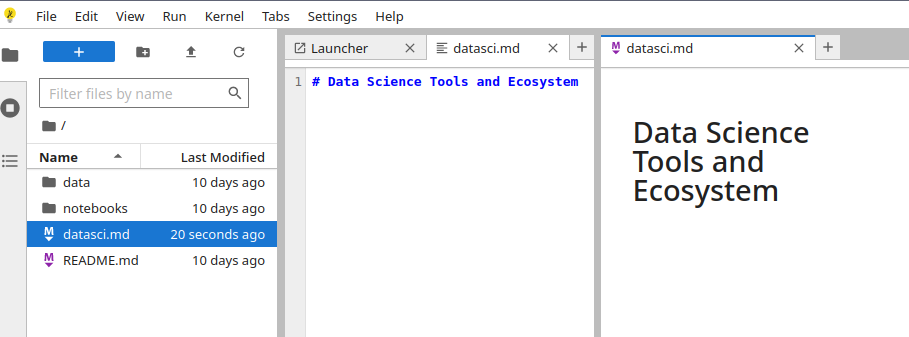 File Edit View Run Kernel Tabs Settings Help
Filter files by name
/
Name Last Modified
data 10 days ago
notebooks 10 days ago
datasci.md 20 seconds ago
README.md 10 days ago
Launcher datasci.md
1 # Data Science Tools and Ecosystem
datasci.md
Data Science
Tools and
Ecosystem